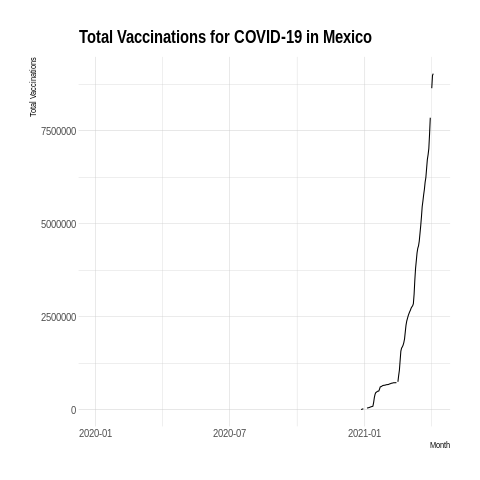 Total Vaccinations for COVID-19 in Mexico
Total Vaccinations
7500000
5000000
2500000
0
2020-01
2020-07
2021-01
Month